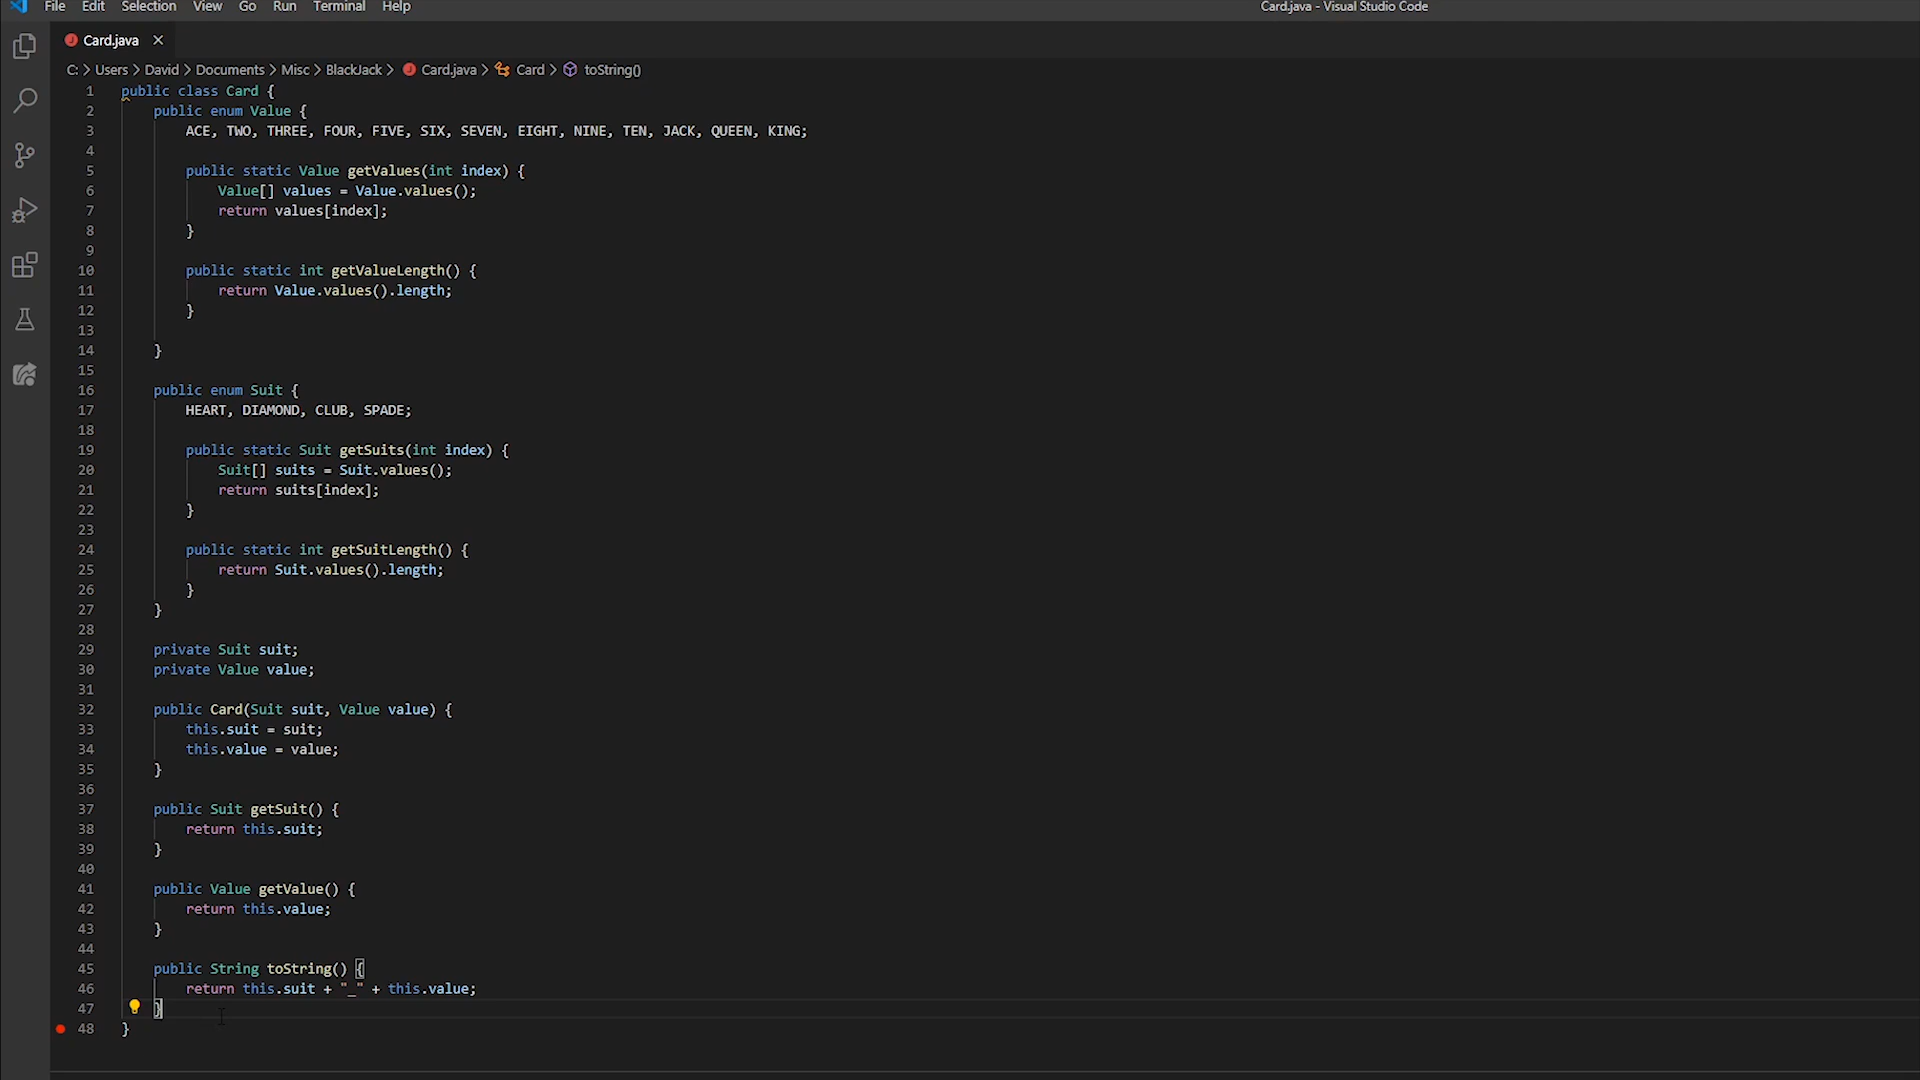 File Edit Selection View Go Run Terminal Help Card.java - Visual Studio Code
Card.java ×
C: > Users > David > Documents > Misc > BlackJack > Card.java > Card > toString()
1 public class Card {
2 public enum Value {
3 ACE, TWO, THREE, FOUR, FIVE, SIX, SEVEN, EIGHT, NINE, TEN, JACK, QUEEN, KING;
4
5 public static Value getValues(int index) {
6 Value[] values = Value.values();
7 return values[index];
8 }
9
10 public static int getValueLength() {
11 return Value.values().length;
12 }
13
14 }
15
16 public enum Suit {
17 HEART, DIAMOND, CLUB, SPADE;
18
19 public static Suit getSuits(int index) {
20 Suit[] suits = Suit.values();
21 return suits[index];
22 }
23
24 public static int getSuitLength() {
25 return Suit.values().length;
26 }
27 }
28
29 private Suit suit;
30 private Value value;
31
32 public Card(Suit suit, Value value) {
33 this.suit = suit;
34 this.value = value;
35 }
36
37 public Suit getSuit() {
38 return this.suit;
39 }
40
41 public Value getValue() {
42 return this.value;
43 }
44
45 public String toString() {
46 return this.suit + "_" + this.value;
47 }
48 }